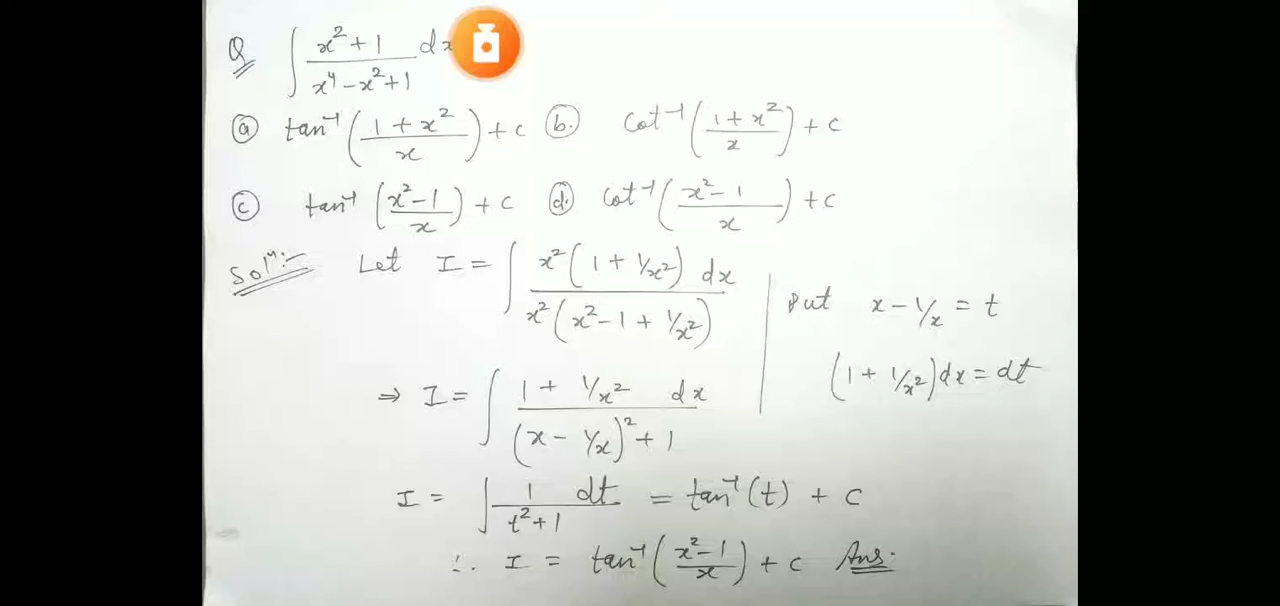 Q ∫ x²+1 / x⁴-x²+1 dx
(a) tan⁻¹(1+x² / x) + c (b.) cot⁻¹(1+x² / x) + c
(c) tan⁻¹(x²-1 / x) + c (d.) cot⁻¹(x²-1 / x) + c
Solⁿ:- Let I = ∫ x²(1+1/x²) dx / x²(x²-1+1/x²)
Put x-1/x = t
(1+1/x²)dx = dt
⇒ I = ∫ 1+1/x² dx / (x-1/x)²+1
I = ∫ 1 dt / t²+1 = tan⁻¹(t) + c
∴ I = tan⁻¹(x²-1 / x) + c Ans.